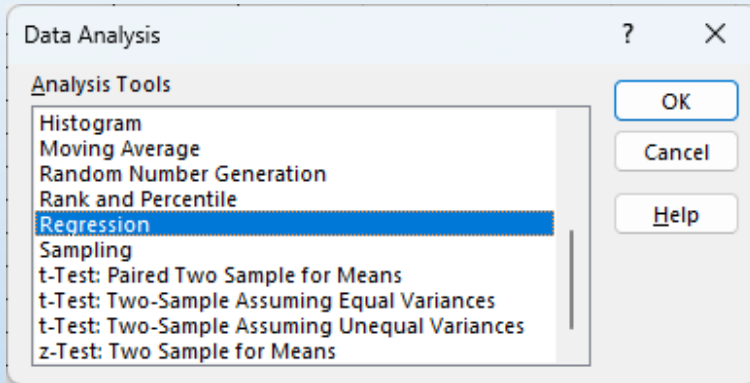 Data Analysis
?
Analysis Tools
Histogram
Moving Average
Random Number Generation
Rank and Percentile
Regression
Sampling
t-Test: Paired Two Sample for Means
t-Test: Two-Sample Assuming Equal Variances
t-Test: Two-Sample Assuming Unequal Variances
z-Test: Two Sample for Means
OK
Cancel
Help